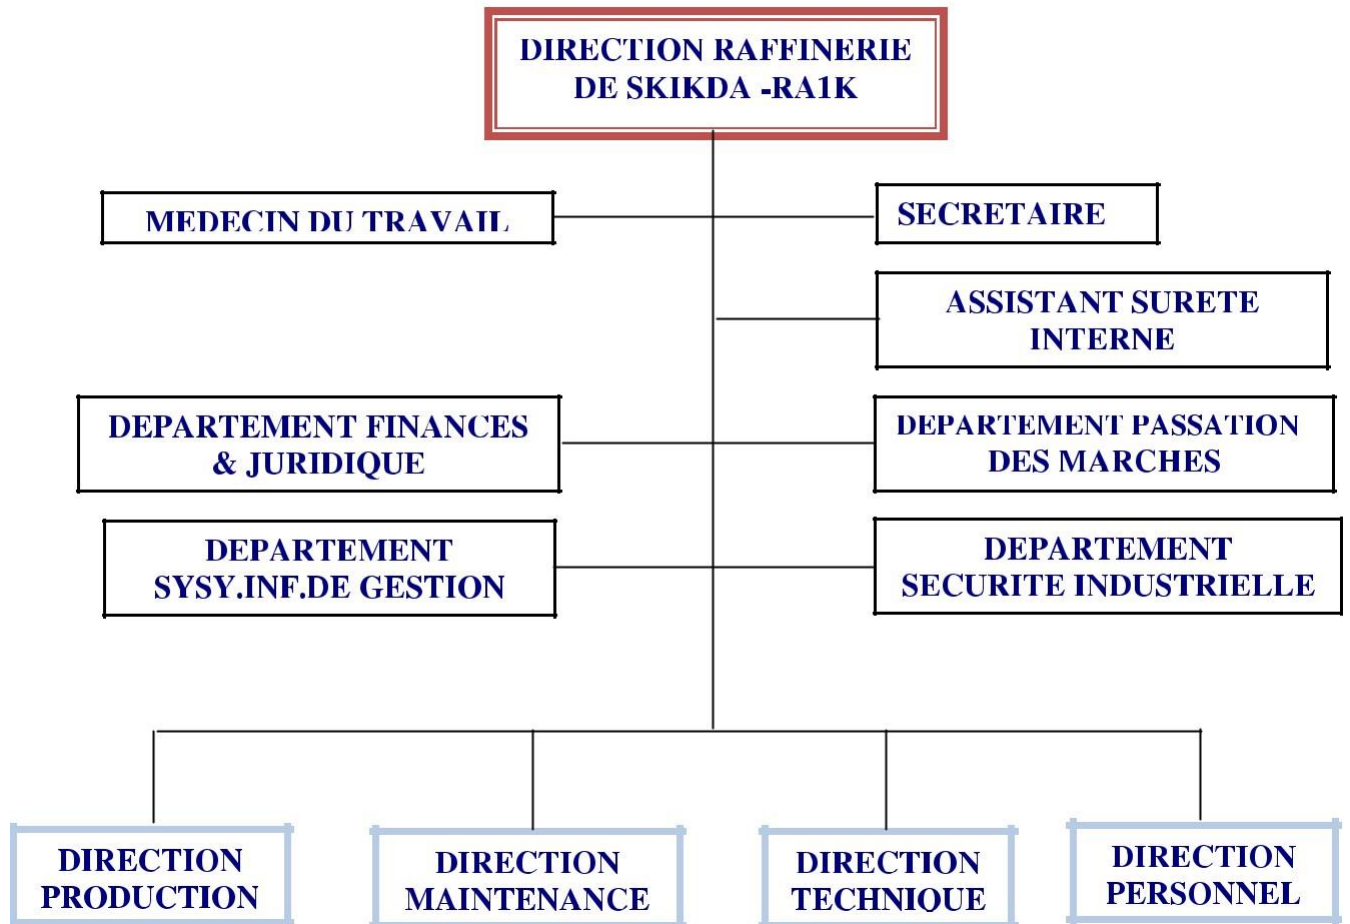 DIRECTION RAFFINERIE
DE SKIKDA -RA1K
MEDECIN DU TRAVAIL
SECRETAIRE
ASSISTANT SURETE
INTERNE
DEPARTEMENT FINANCES
& JURIDIQUE
DEPARTEMENT PASSATION
DES MARCHES
DEPARTEMENT
SYSY.INF.DE GESTION
DEPARTEMENT
SECURITE INDUSTRIELLE
DIRECTION
PRODUCTION
DIRECTION
MAINTENANCE
DIRECTION
TECHNIQUE
DIRECTION
PERSONNEL